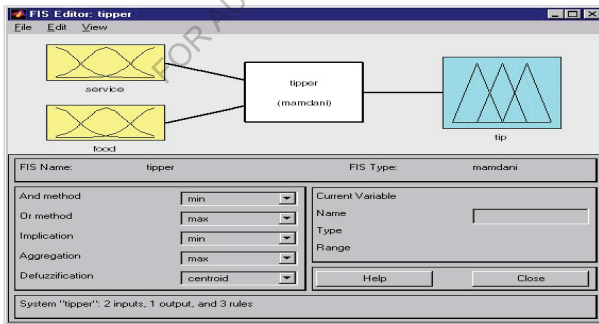 FIS Editor: tipper
File Edit View
service
food
tipper
(mamdani)
tip
FIS Name: tipper FIS Type: mamdani
And method min
Or method max
Implication min
Aggregation max
Defuzzification centroid
Current Variable
Name
Type
Range
Help Close
System "tipper": 2 inputs, 1 output, and 3 rules
FOR